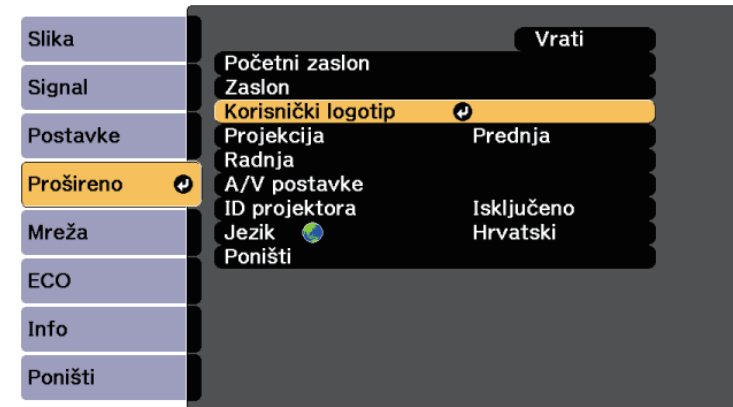 Slika
Signal
Postavke
Prošireno
Mreža
ECO
Info
Poništi
Vrati
Početni zaslon
Zaslon
Korisnički logotip
Projekcija Prednja
Radnja
A/V postavke
ID projektora Isključeno
Jezik Hrvatski
Poništi